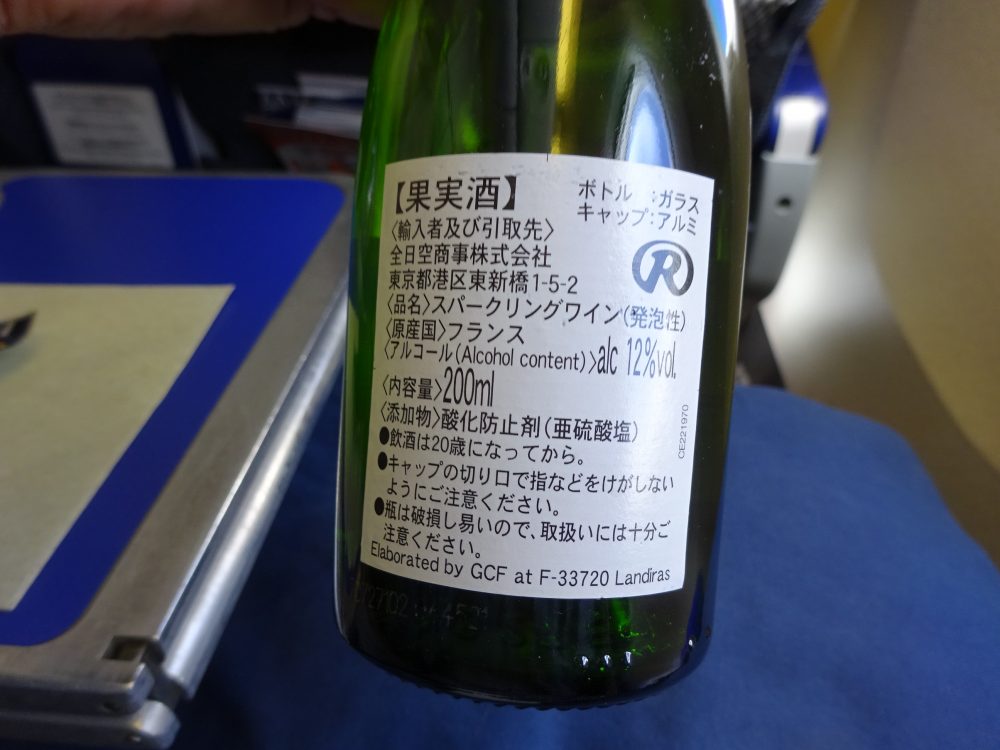 【果実酒】
ボトル :ガラス
キャップ:アルミ
〈輸入者及び引取先〉
全日空商事株式会社
東京都港区東新橋1-5-2
R
〈品名〉スパークリングワイン(発泡性)
〈原産国〉フランス
〈アルコール(Alcohol content)〉alc 12%vol.
〈内容量〉200ml
〈添加物〉酸化防止剤(亜硫酸塩)
●飲酒は20歳になってから。
●キャップの切り口で指などをけがしない
ようにご注意ください。
●瓶は破損し易いので、取扱いには十分ご
注意ください。
Elaborated by GCF at F-33720 Landiras
CE221970